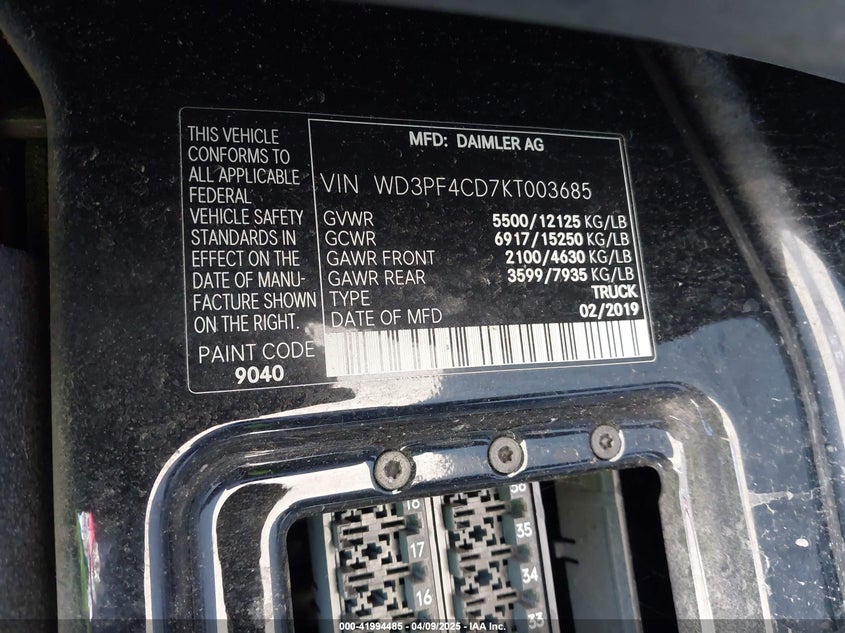 THIS VEHICLE
CONFORMS TO
ALL APPLICABLE
FEDERAL
VEHICLE SAFETY
STANDARDS IN
EFFECT ON THE
DATE OF MANU-
FACTURE SHOWN
ON THE RIGHT.
PAINT CODE
9040
MFD: DAIMLER AG
VIN WD3PF4CD7KT003685
GVWR 5500/12125 KG/LB
GCWR 6917/15250 KG/LB
GAWR FRONT 2100/4630 KG/LB
GAWR REAR 3599/7935 KG/LB
TYPE TRUCK
DATE OF MFD 02/2019
18 36
17 35
16 34
33
000-41994485 - 04/09/2025 - IAA Inc.